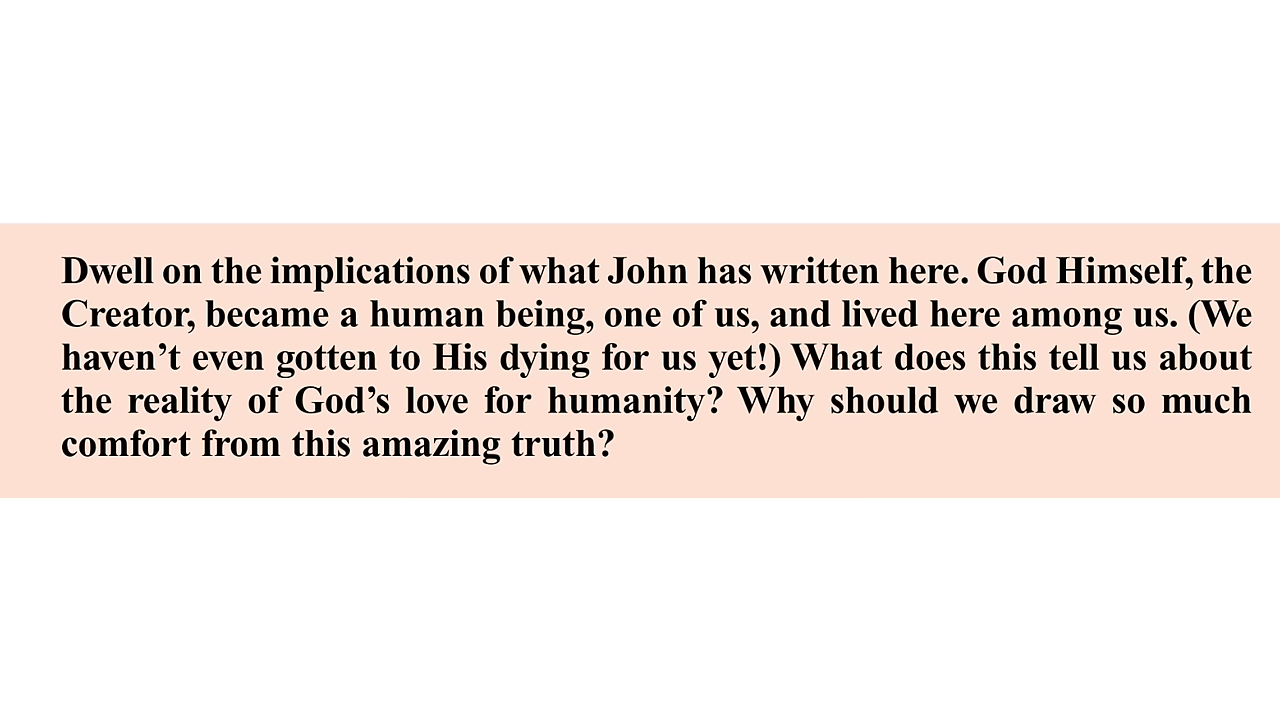 Dwell on the implications of what John has written here. God Himself, the
Creator, became a human being, one of us, and lived here among us. (We
haven’t even gotten to His dying for us yet!) What does this tell us about
the reality of God’s love for humanity? Why should we draw so much
comfort from this amazing truth?